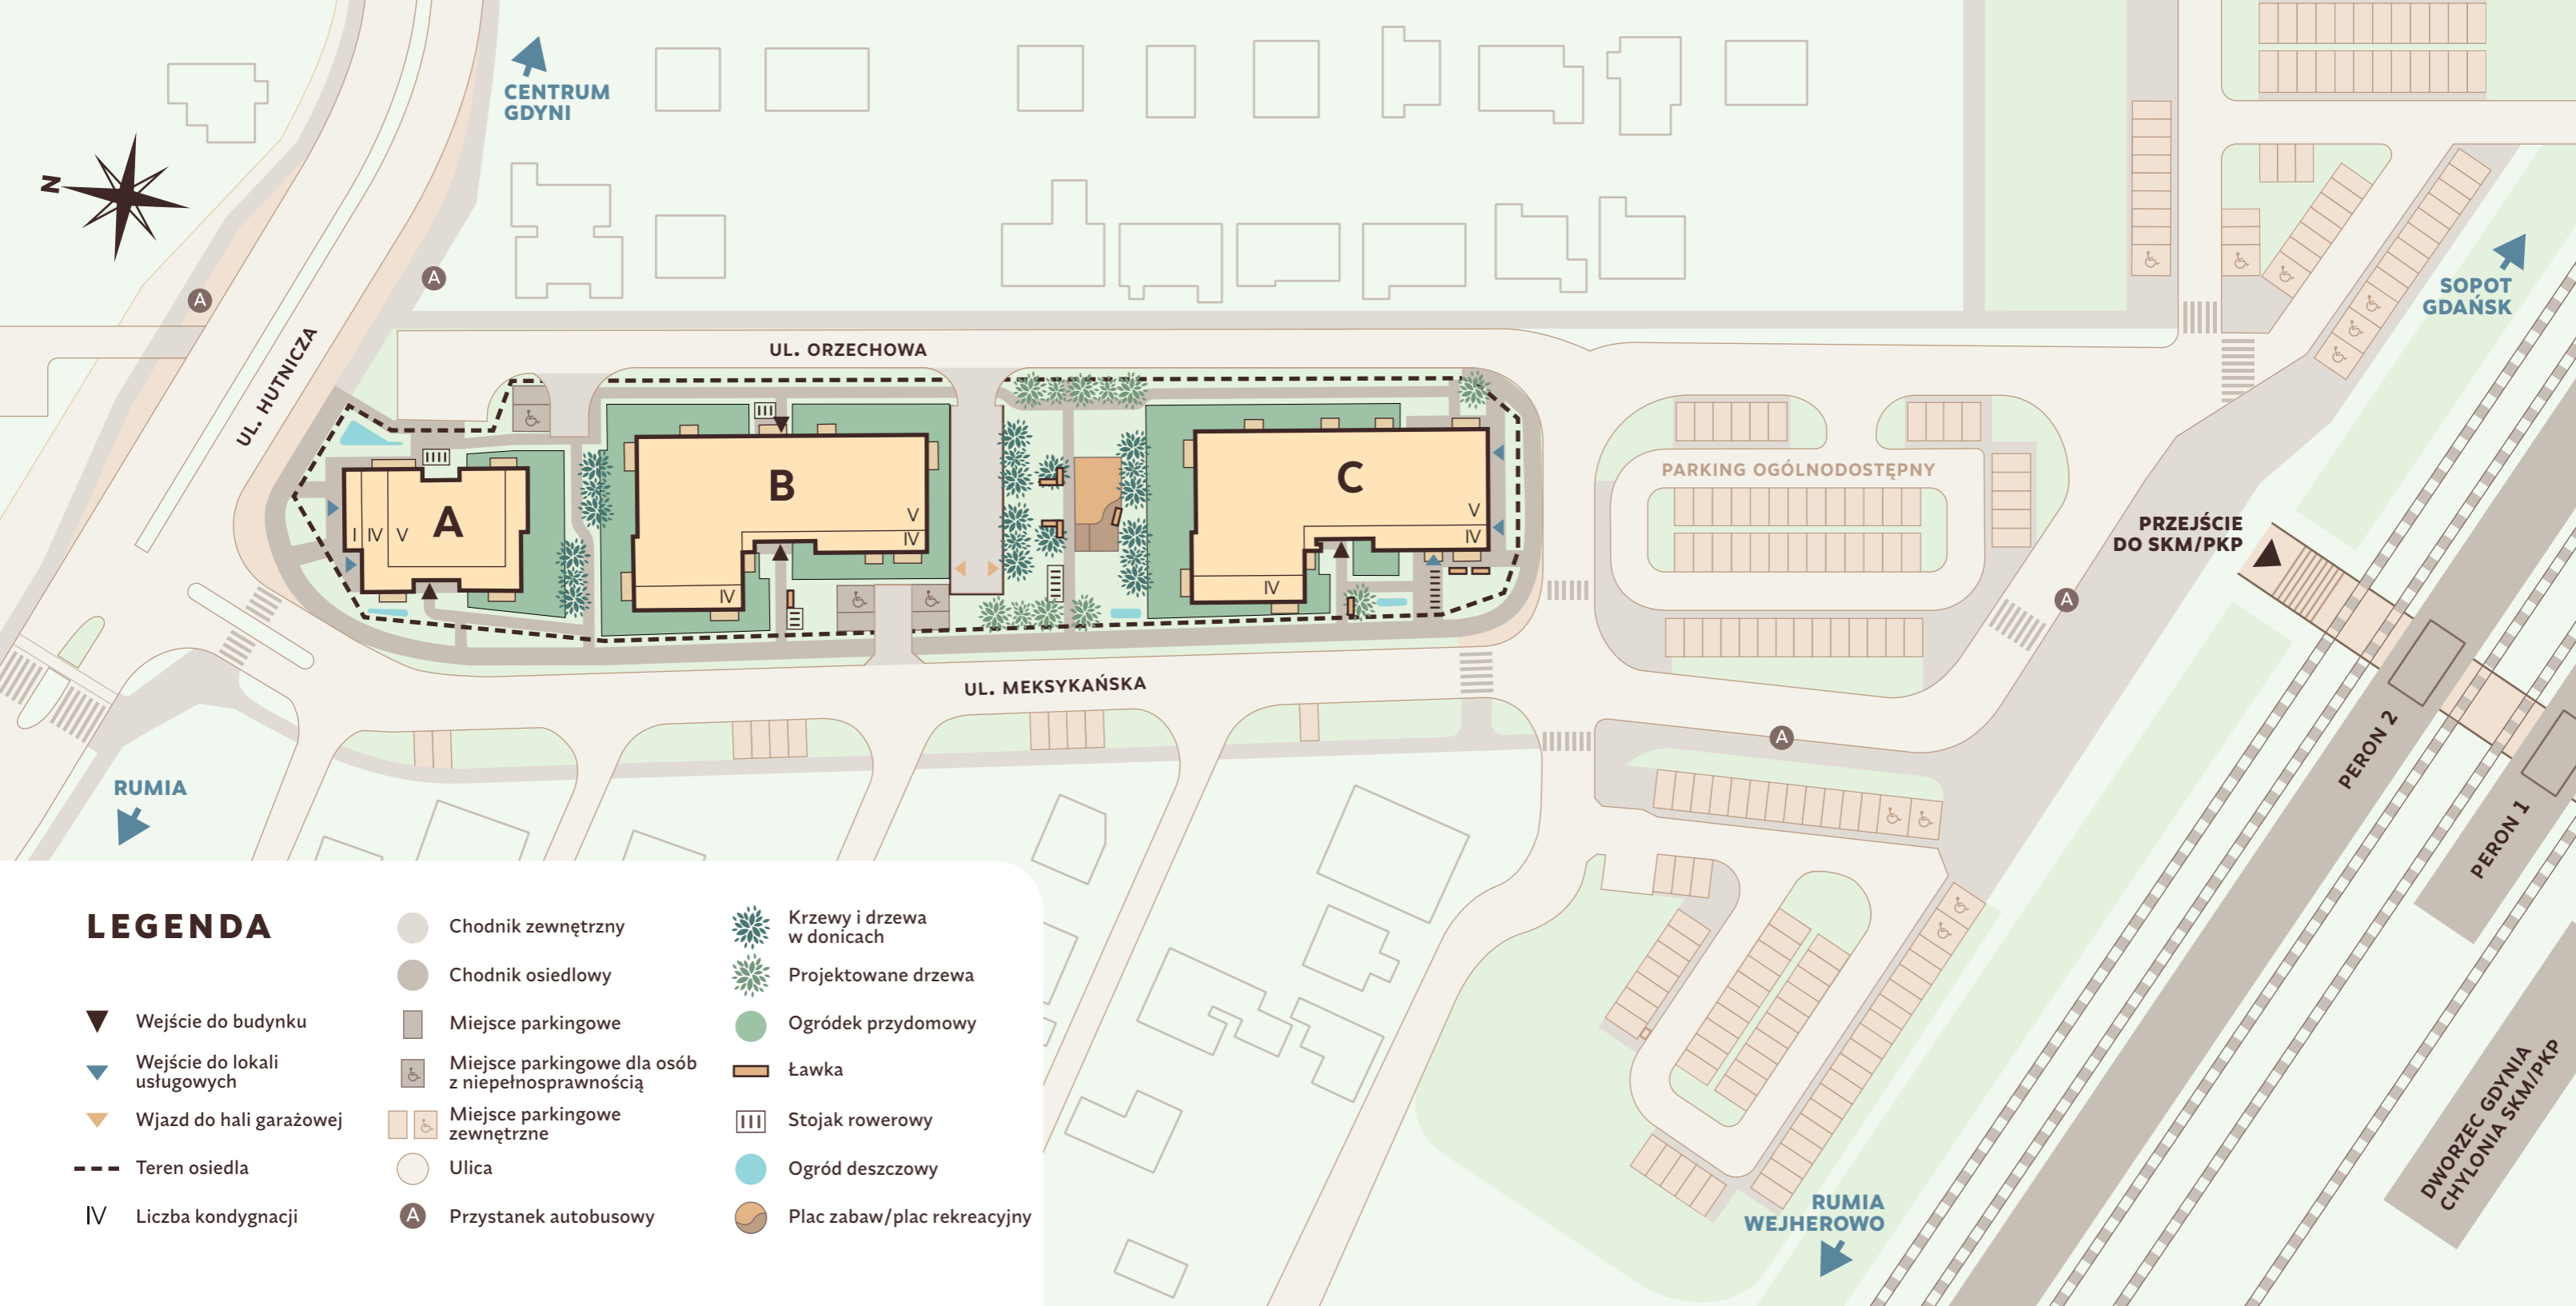 CENTRUM
GDYNI
N
A
A
SOPOT
GDAŃSK
UL. HUTNICZA
UL. ORZECHOWA
A
I
IV
V
B
V
IV
IV
C
V
IV
IV
PARKING OGÓLNODOSTĘPNY
PRZEJŚCIE
DO SKM/PKP
A
UL. MEKSYKAŃSKA
A
PERON 2
PERON 1
RUMIA
DWORZEC GDYNIA
CHYLONIA SKM/PKP
RUMIA
WEJHEROWO
LEGENDA
Wejście do budynku
Wejście do lokali
usługowych
Wjazd do hali garażowej
Teren osiedla
IV Liczba kondygnacji
Chodnik zewnętrzny
Chodnik osiedlowy
Miejsce parkingowe
Miejsce parkingowe dla osób
z niepełnosprawnością
Miejsce parkingowe
zewnętrzne
Ulica
A Przystanek autobusowy
Krzewy i drzewa
w donicach
Projektowane drzewa
Ogródek przydomowy
Ławka
Stojak rowerowy
Ogród deszczowy
Plac zabaw/plac rekreacyjny